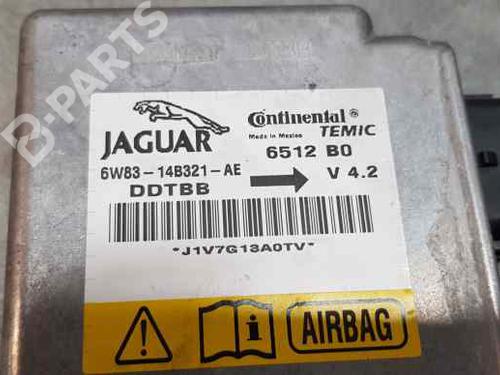 B-PARTS
JAGUAR
Continental
TEMIC
Made in Mexico
6W83-14B321-AE
6512 B0
DDTBB
V 4.2
*J1V7G13A0TV*
i
AIRBAG